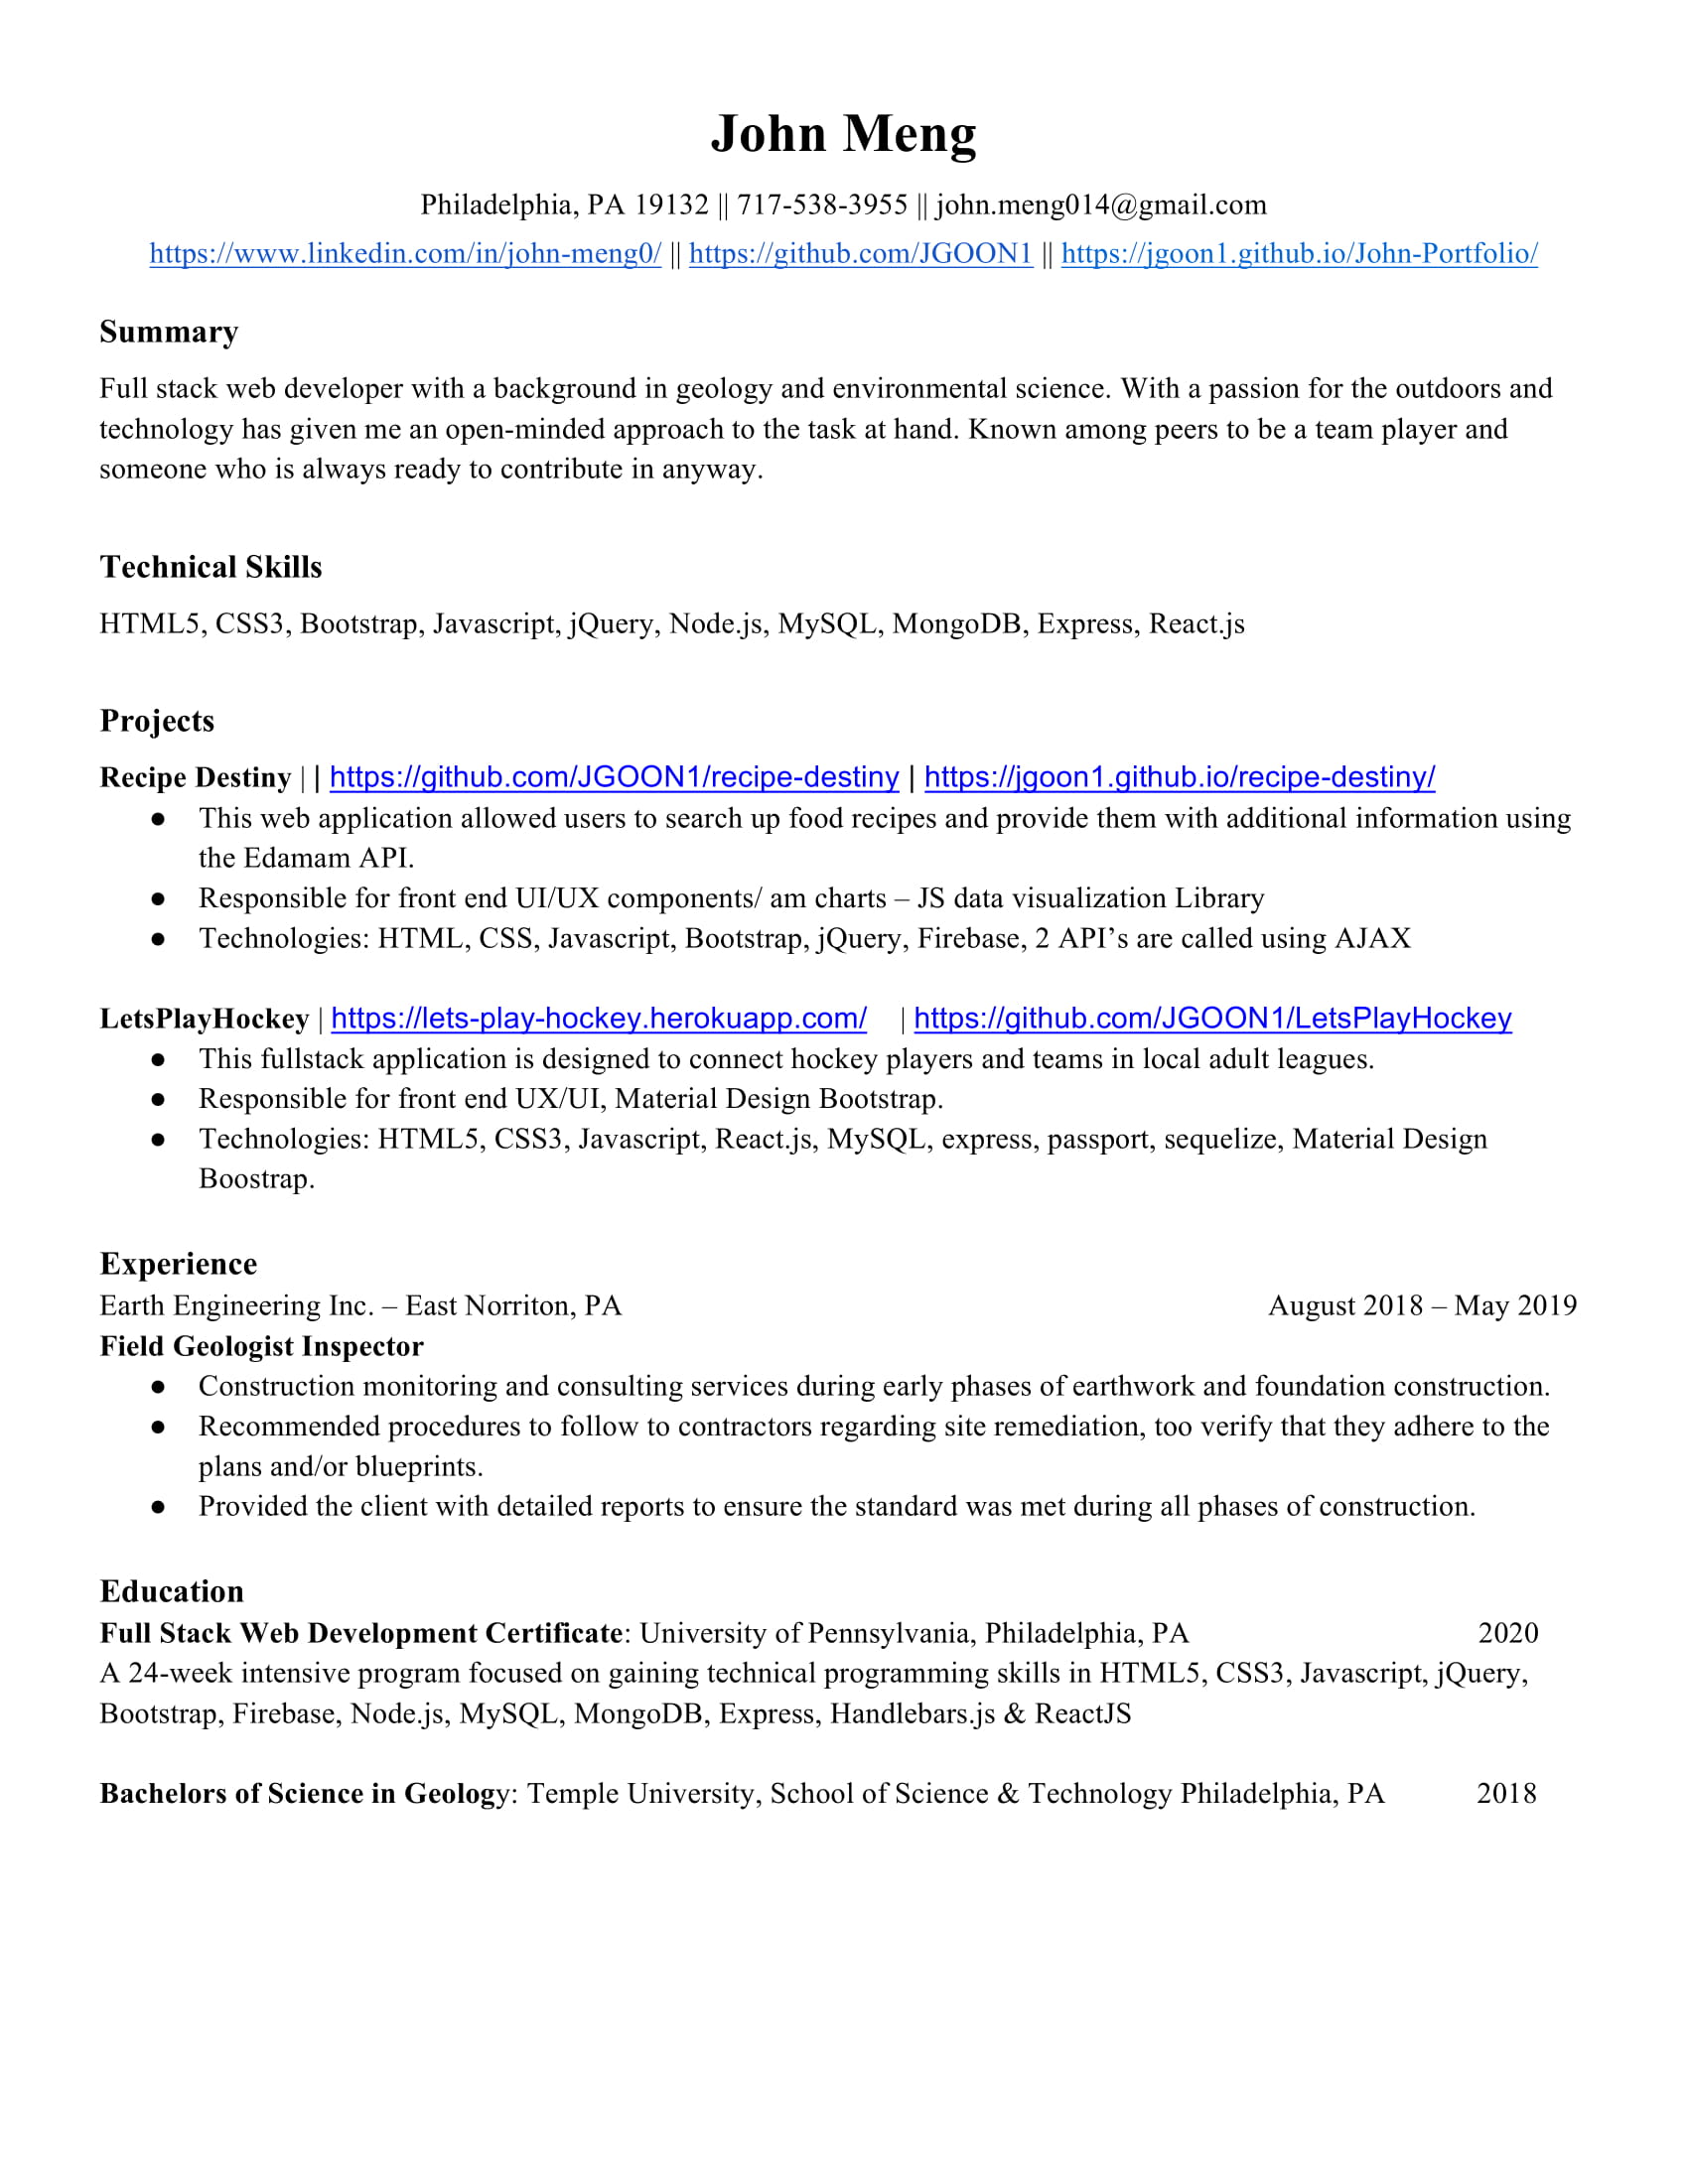 John Meng
Philadelphia, PA 19132 || 717-538-3955 || john.meng014@gmail.com
https://www.linkedin.com/in/john-meng0/ || https://github.com/JGOON1 || https://jgoon1.github.io/John-Portfolio/
Summary
Full stack web developer with a background in geology and environmental science. With a passion for the outdoors and
technology has given me an open-minded approach to the task at hand. Known among peers to be a team player and
someone who is always ready to contribute in anyway.
Technical Skills
HTML5, CSS3, Bootstrap, Javascript, jQuery, Node.js, MySQL, MongoDB, Express, React.js
Projects
Recipe Destiny | | https://github.com/JGOON1/recipe-destiny | https://jgoon1.github.io/recipe-destiny/
● This web application allowed users to search up food recipes and provide them with additional information using
the Edamam API.
● Responsible for front end UI/UX components/ am charts – JS data visualization Library
● Technologies: HTML, CSS, Javascript, Bootstrap, jQuery, Firebase, 2 API’s are called using AJAX
LetsPlayHockey | https://lets-play-hockey.herokuapp.com/ | https://github.com/JGOON1/LetsPlayHockey
● This fullstack application is designed to connect hockey players and teams in local adult leagues.
● Responsible for front end UX/UI, Material Design Bootstrap.
● Technologies: HTML5, CSS3, Javascript, React.js, MySQL, express, passport, sequelize, Material Design
Boostrap.
Experience
Earth Engineering Inc. – East Norriton, PA August 2018 – May 2019
Field Geologist Inspector
● Construction monitoring and consulting services during early phases of earthwork and foundation construction.
● Recommended procedures to follow to contractors regarding site remediation, too verify that they adhere to the
plans and/or blueprints.
● Provided the client with detailed reports to ensure the standard was met during all phases of construction.
Education
Full Stack Web Development Certificate: University of Pennsylvania, Philadelphia, PA 2020
A 24-week intensive program focused on gaining technical programming skills in HTML5, CSS3, Javascript, jQuery,
Bootstrap, Firebase, Node.js, MySQL, MongoDB, Express, Handlebars.js & ReactJS
Bachelors of Science in Geology: Temple University, School of Science & Technology Philadelphia, PA 2018